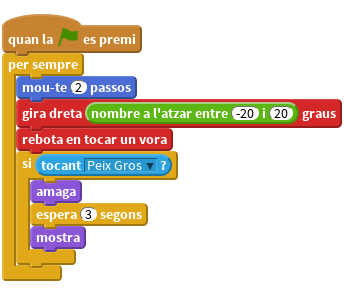 quan la es premi
per sempre
mou-te 2 passos
gira dreta nombre a l'atzar entre -20 i 20 graus
rebota en tocar un vora
si tocant Peix Gros ?
amaga
espera 3 segons
mostra